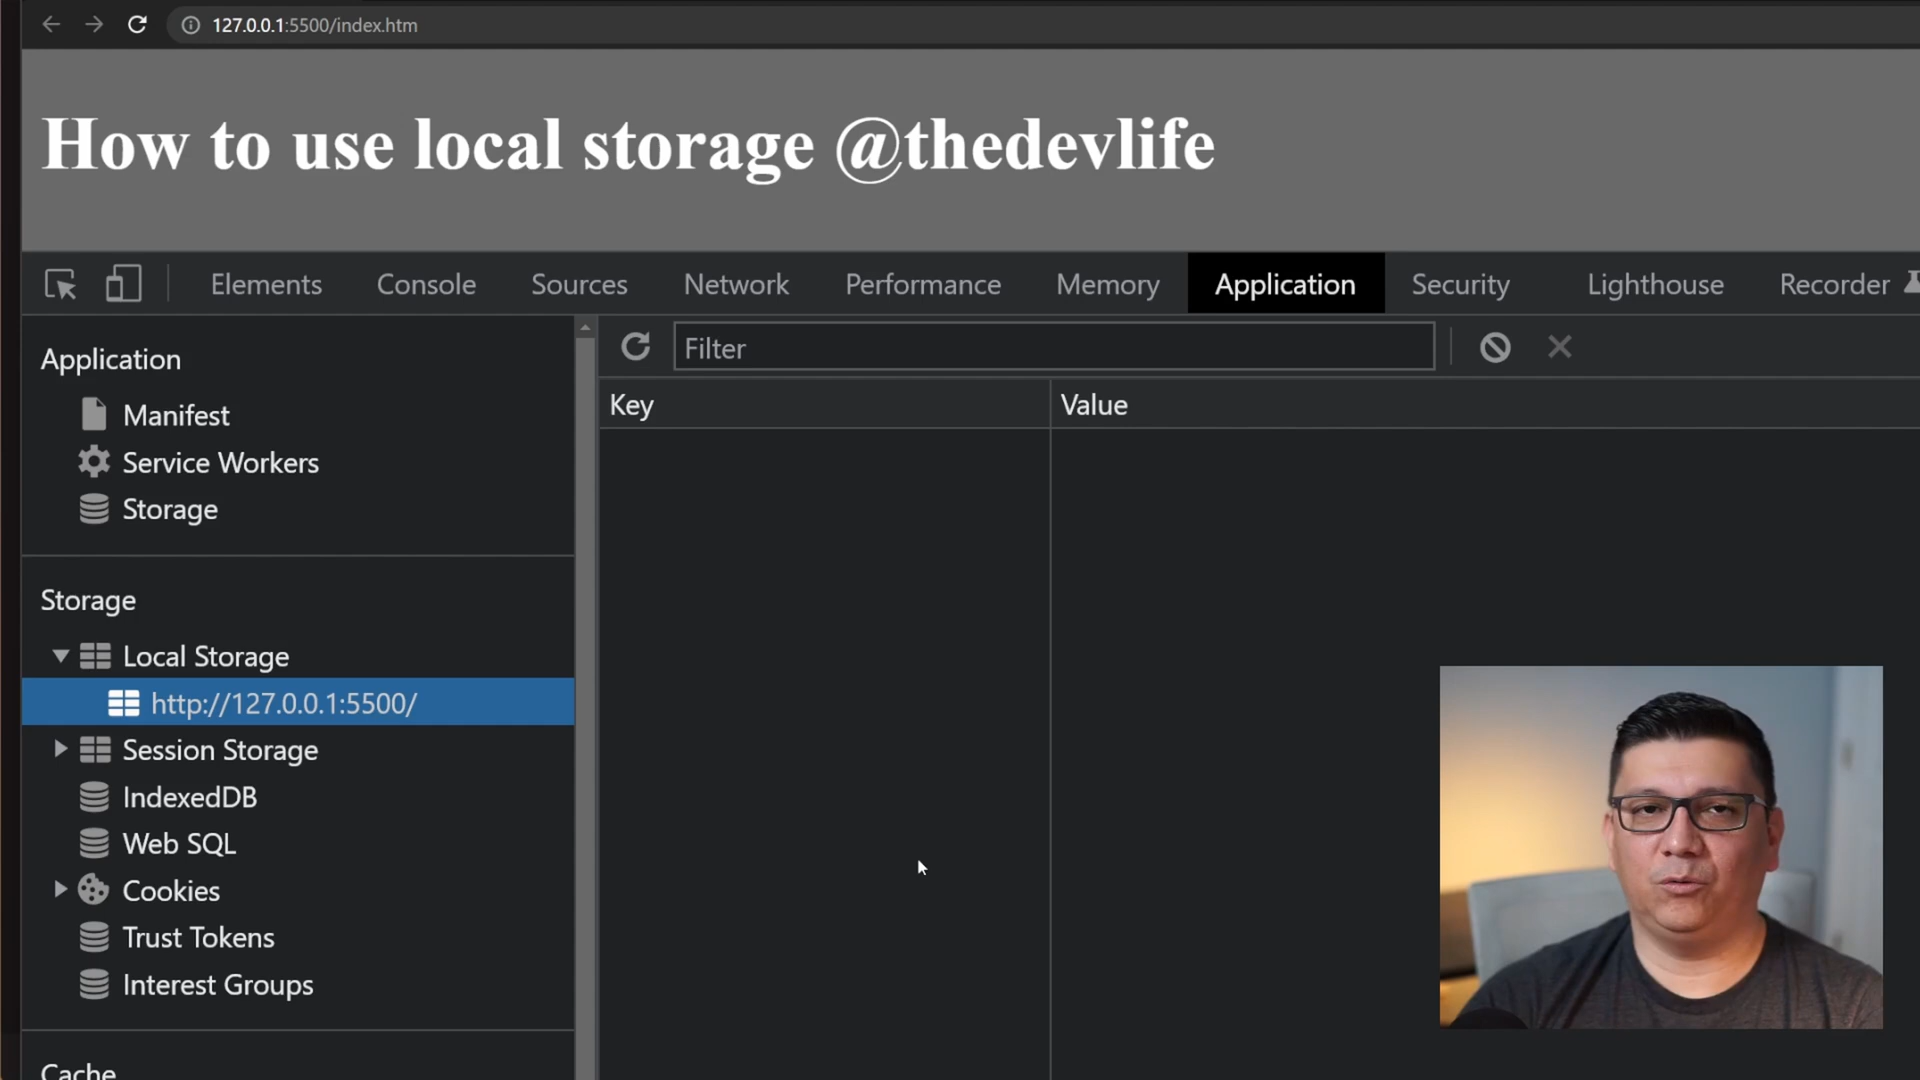 127.0.0.1:5500/index.htm
How to use local storage @thedevlife
Elements Console Sources Network Performance Memory Application Security Lighthouse Recorder
Application
Manifest
Service Workers
Storage
Filter
Key Value
Storage
Local Storage
http://127.0.0.1:5500/
Session Storage
IndexedDB
Web SQL
Cookies
Trust Tokens
Interest Groups
Cache